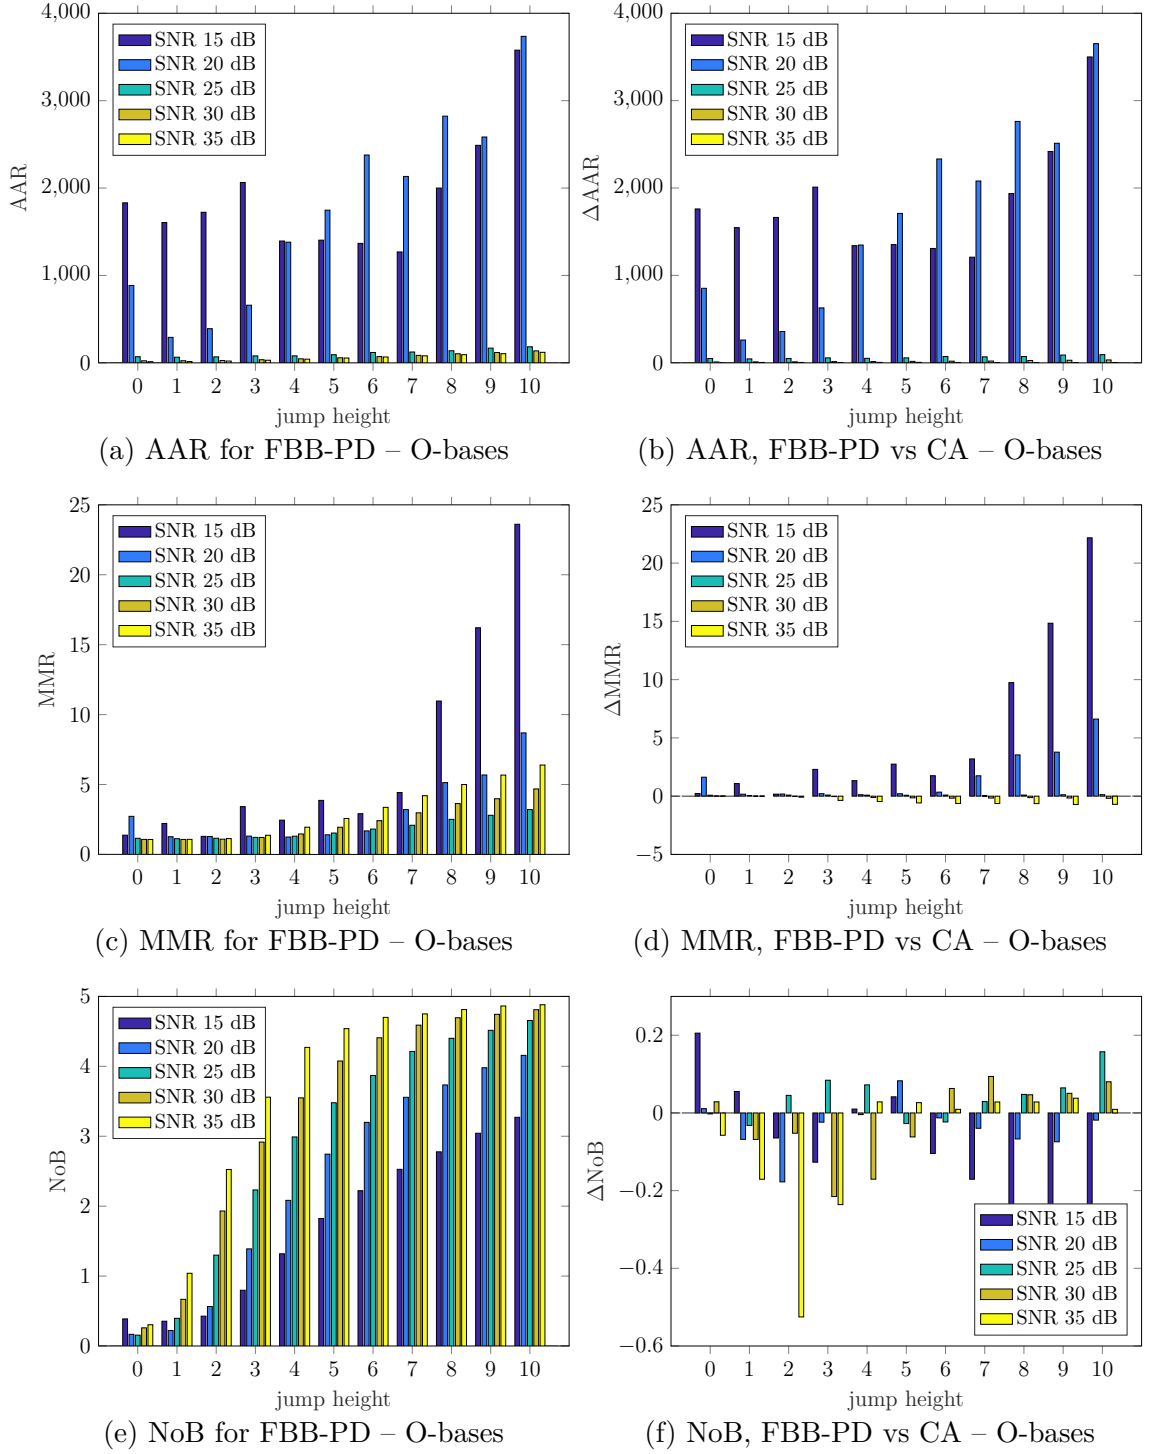 4,000
3,000
2,000
1,000
0
AAR
SNR 15 dB
SNR 20 dB
SNR 25 dB
SNR 30 dB
SNR 35 dB
0 1 2 3 4 5 6 7 8 9 10
jump height
(a) AAR for FBB-PD – O-bases
4,000
3,000
2,000
1,000
0
ΔAAR
SNR 15 dB
SNR 20 dB
SNR 25 dB
SNR 30 dB
SNR 35 dB
0 1 2 3 4 5 6 7 8 9 10
jump height
(b) AAR, FBB-PD vs CA – O-bases
25
20
15
10
5
0
MMR
SNR 15 dB
SNR 20 dB
SNR 25 dB
SNR 30 dB
SNR 35 dB
0 1 2 3 4 5 6 7 8 9 10
jump height
(c) MMR for FBB-PD – O-bases
25
20
15
10
5
0
−5
ΔMMR
SNR 15 dB
SNR 20 dB
SNR 25 dB
SNR 30 dB
SNR 35 dB
0 1 2 3 4 5 6 7 8 9 10
jump height
(d) MMR, FBB-PD vs CA – O-bases
5
4
3
2
1
0
NoB
SNR 15 dB
SNR 20 dB
SNR 25 dB
SNR 30 dB
SNR 35 dB
0 1 2 3 4 5 6 7 8 9 10
jump height
(e) NoB for FBB-PD – O-bases
0.2
0
−0.2
−0.4
−0.6
ΔNoB
SNR 15 dB
SNR 20 dB
SNR 25 dB
SNR 30 dB
SNR 35 dB
0 1 2 3 4 5 6 7 8 9 10
jump height
(f) NoB, FBB-PD vs CA – O-bases